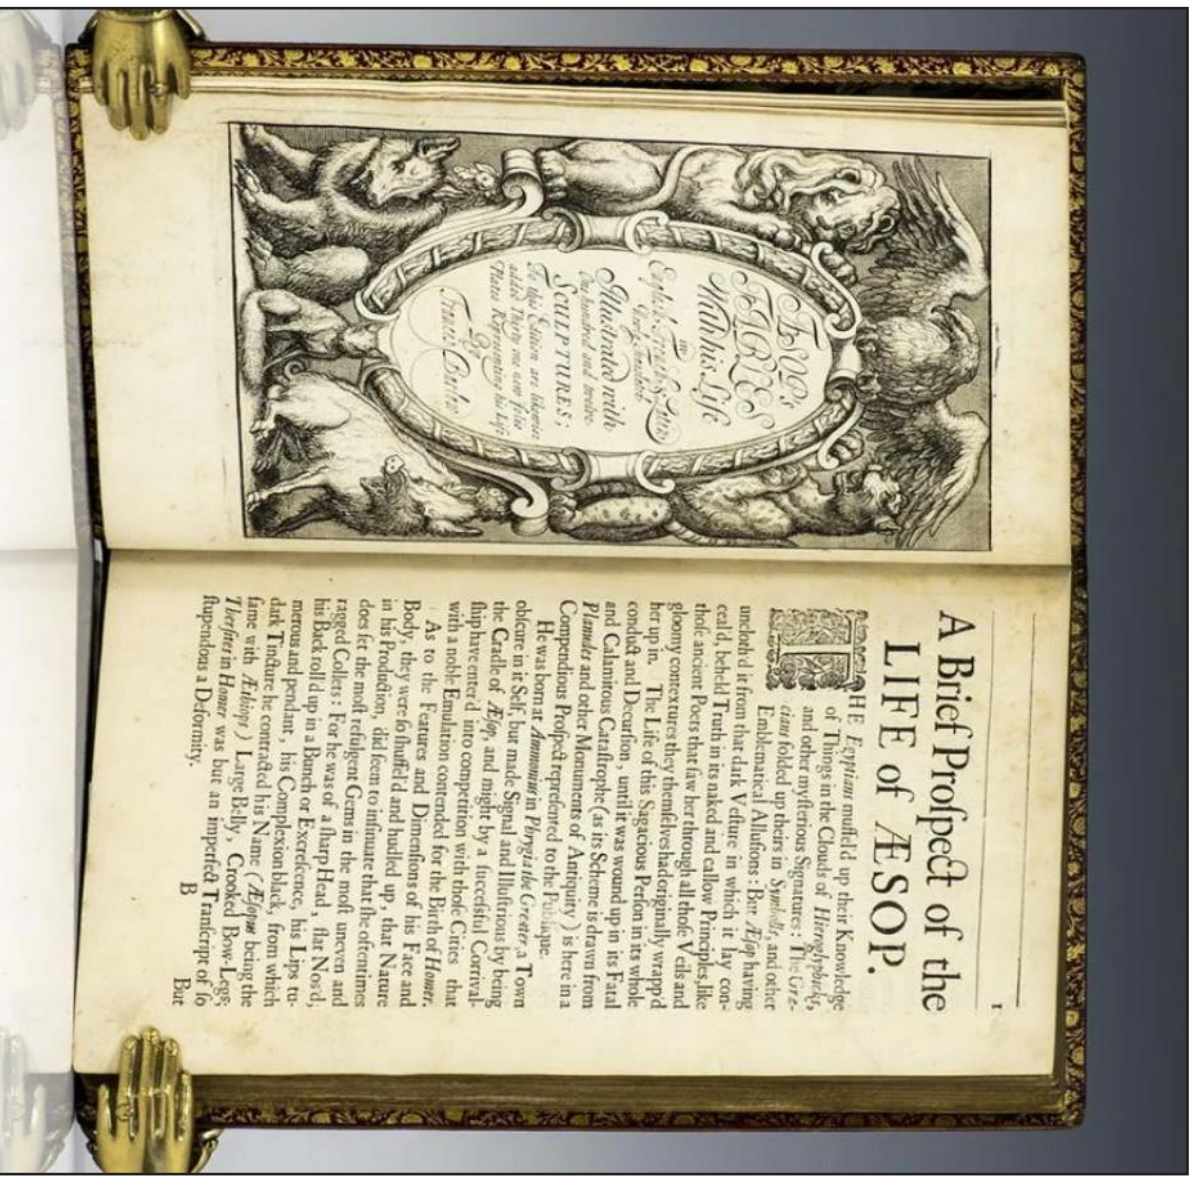 ÆSOP's
FABLES
With his Life
in
English, French & Latin
Illustrated with
One hundred and twelve
SCULPTURES;
To this Edition are likewise
added Thirty one new figures
Plates Representing his Life
By
Francis Barlow
1
A Brief Proſpect of the
LIFE of ÆSOP.
THE Egyptians muffel'd up their Knowledge
of Things in the Clouds of Hieroglyphicks,
and other myſterious Signatures: The Gre-
cians folded up theirs in Symbols, and other
Emblematical Alluſions: But Æſop having
uncloth'd it from that dark Veſture in which it lay con-
ceal'd, beheld Truth in its naked and callow Principles, like
thoſe ancient Poets that ſaw her through all thoſe Veils and
gloomy contextures they themſelves had originally wrapp'd
her up in. The Life of this Sagacious Perſon in its whole
conduct and Decurſion, until it was wound up in its Fatal
and Calamitous Cataſtrophe (as its Scheme is drawn from
Planudes and other Monuments of Antiquity) is here in a
Compendious Proſpect repreſented to the Publique.
He was born at Ammonius in Phrygia the Greater, a Town
obſcure in it Self, but made Signal and Illuſtrious by being
the Cradle of Æſop, and might by a ſucceſsful Corrival-
ſhip have enter'd into competition with thoſe Cities that
with a noble Emulation contended for the Birth of Homer.
As to the Features and Dimenſions of his Face and
Body, they were ſo ſhuffel'd and hudled up, that Nature
in his Production, did ſeem to inſinuate that ſhe oftentimes
does ſet the moſt refulgent Gems in the moſt uneven and
ragged Collets: For he was of a ſharp Head, flat Nos'd,
his Back roll'd up in a Bunch or Excreſcence, his Lips tu-
merous and pendant, his Complexion black, from which
dark Tincture he contracted his Name (Æſopus being the
ſame with Æthiops) Large Belly, Crooked Bow-Legs;
Therſites in Homer was but an imperfect Tranſcript of ſo
ſtupendous a Deformity.
B But